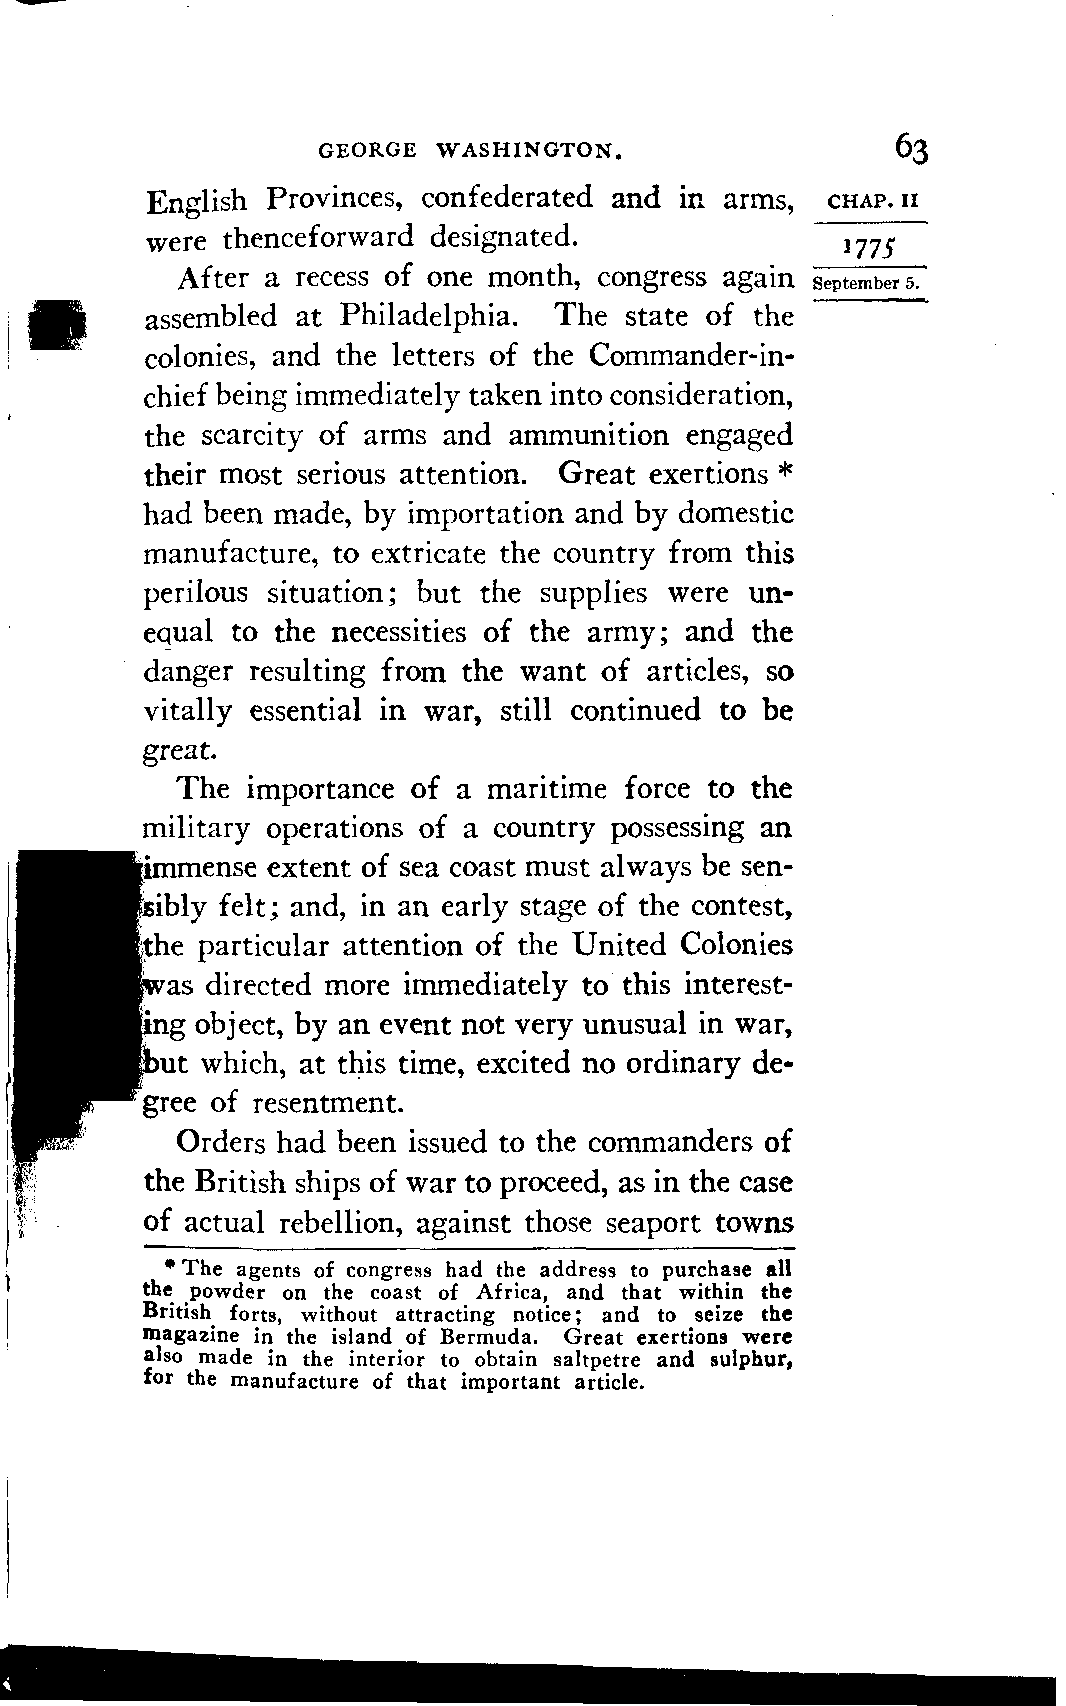 GEORGE WASHINGTON. 63
English Provinces, confederated and in arms, CHAP. II
were thenceforward designated. 1775
After a recess of one month, congress again September 5.
assembled at Philadelphia. The state of the
colonies, and the letters of the Commander-in-
chief being immediately taken into consideration,
the scarcity of arms and ammunition engaged
their most serious attention. Great exertions *
had been made, by importation and by domestic
manufacture, to extricate the country from this
perilous situation; but the supplies were un-
equal to the necessities of the army; and the
danger resulting from the want of articles, so
vitally essential in war, still continued to be
great.
The importance of a maritime force to the
military operations of a country possessing an
immense extent of sea coast must always be sen-
sibly felt; and, in an early stage of the contest,
the particular attention of the United Colonies
was directed more immediately to this interest-
ing object, by an event not very unusual in war,
but which, at this time, excited no ordinary de-
gree of resentment.
Orders had been issued to the commanders of
the British ships of war to proceed, as in the case
of actual rebellion, against those seaport towns
* The agents of congress had the address to purchase all
the powder on the coast of Africa, and that within the
British forts, without attracting notice; and to seize the
magazine in the island of Bermuda. Great exertions were
also made in the interior to obtain saltpetre and sulphur,
for the manufacture of that important article.